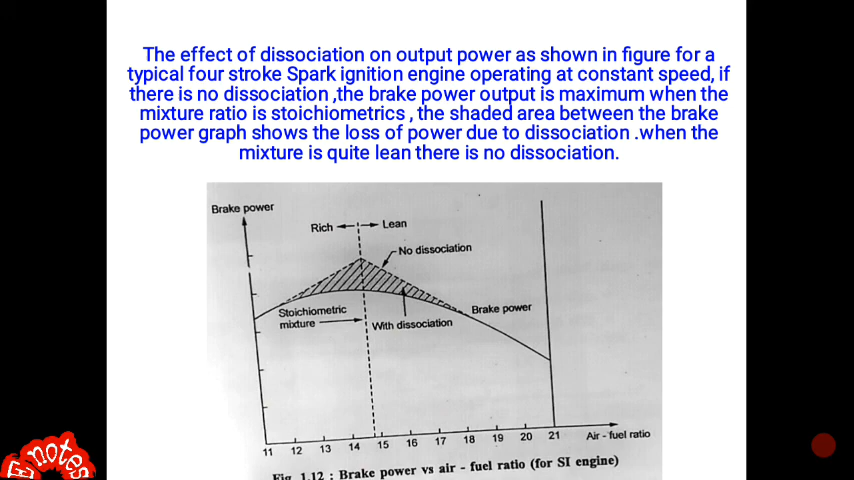 The effect of dissociation on output power as shown in figure for a
typical four stroke Spark ignition engine operating at constant speed, if
there is no dissociation ,the brake power output is maximum when the
mixture ratio is stoichiometrics , the shaded area between the brake
power graph shows the loss of power due to dissociation .when the
mixture is quite lean there is no dissociation.
Brake power
Rich
Lean
No dissociation
Stoichiometric
mixture
With dissociation
Brake power
11 12 13 14 15 16 17 18 19 20 21
Air - fuel ratio
Fig 1.12 : Brake power vs air - fuel ratio (for SI engine)
E notes